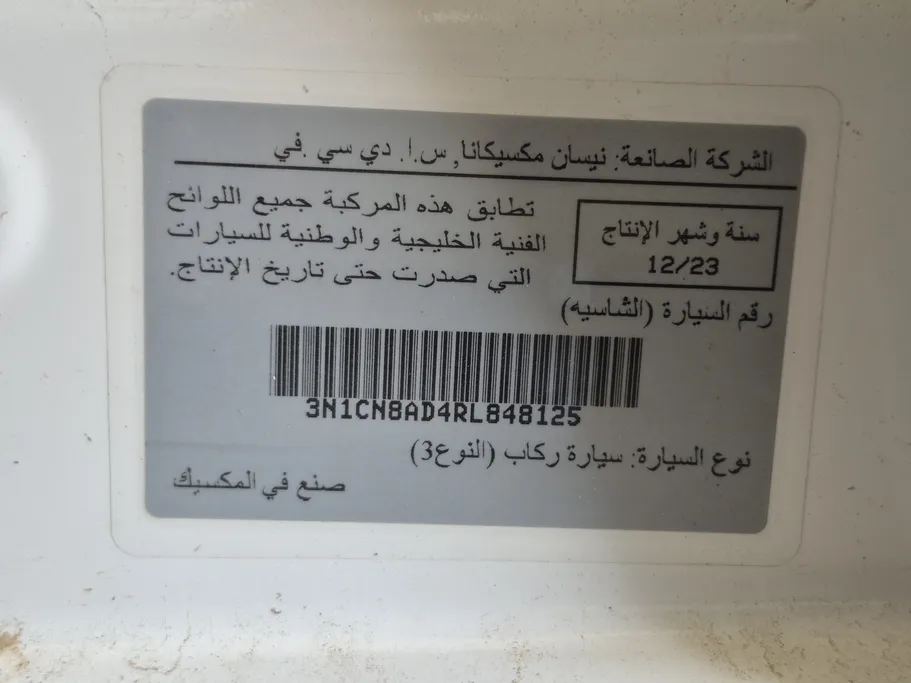 الشركة الصانعة: نيسان مكسيكانا, س.ا. دي سي .في
سنة وشهر الإنتاج
12/23
تطابق هذه المركبة جميع اللوائح
الفنية الخليجية والوطنية للسيارات
التي صدرت حتى تاريخ الإنتاج.
رقم السيارة (الشاسيه)
3N1CN8AD4RL848125
نوع السيارة: سيارة ركاب (النوع3)
صنع في المكسيك